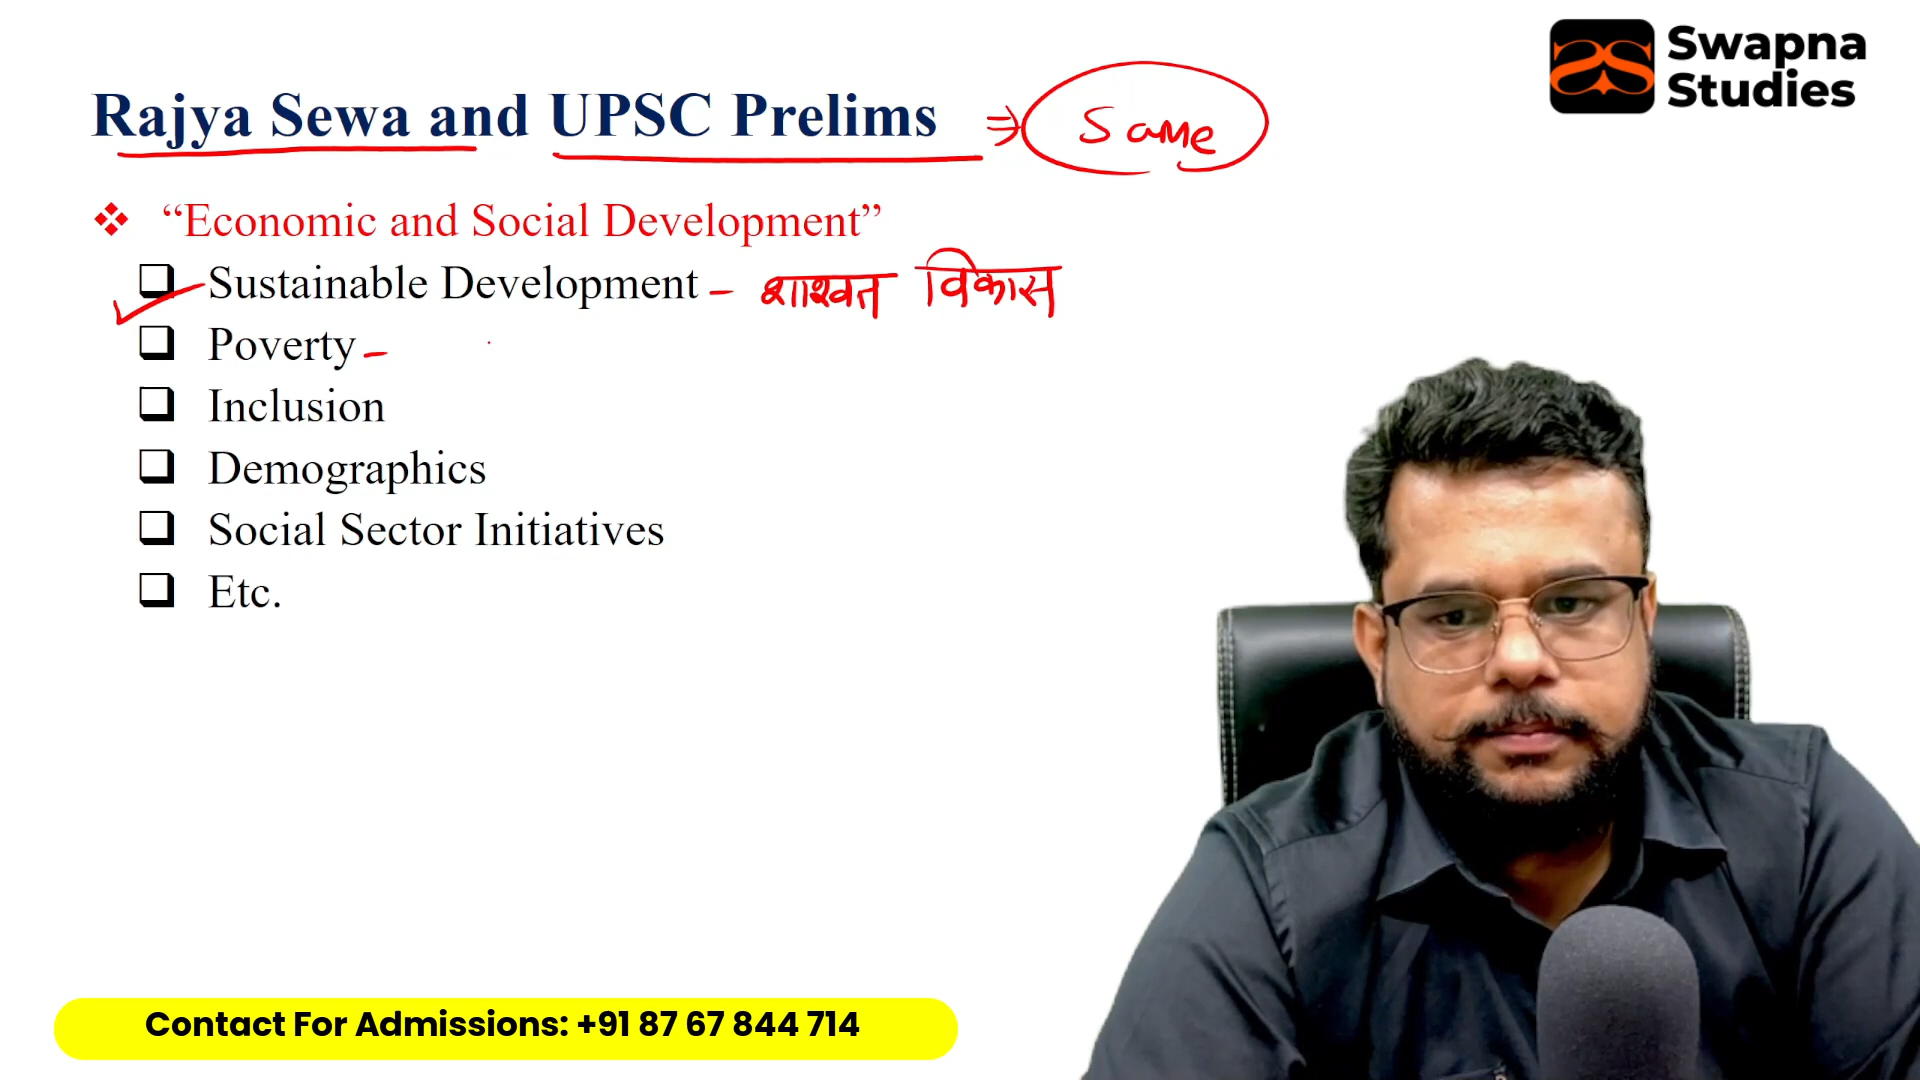 Swapna
Studies
Rajya Sewa and UPSC Prelims ⇒ Same
❖ “Economic and Social Development”
❑ Sustainable Development – शाश्वत विकास
❑ Poverty –
❑ Inclusion
❑ Demographics
❑ Social Sector Initiatives
❑ Etc.
Contact For Admissions: +91 87 67 844 714